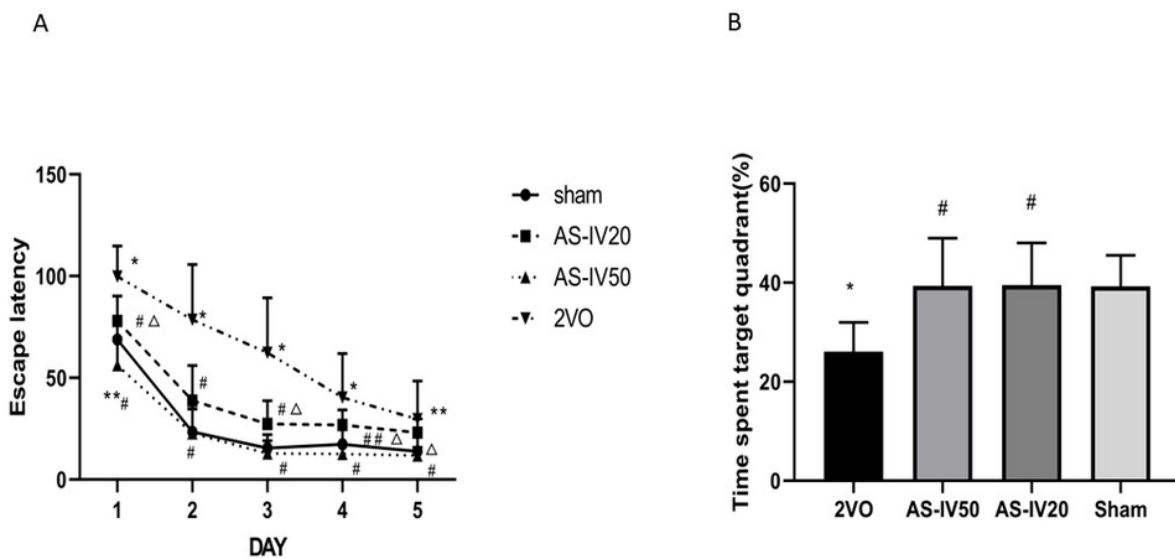 A
B
150
100
50
0
Escape latency
1 2 3 4 5
DAY
* * * * **
# △ # # △ ## △ △
**# # # # #
sham
AS-IV20
AS-IV50
2VO
60
40
20
0
Time spent target quadrant(%)
* # #
2VO AS-IV50 AS-IV20 Sham